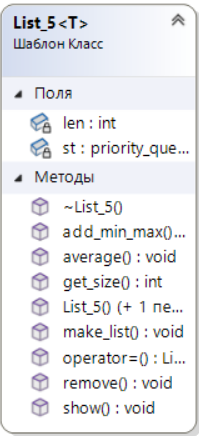 List_5<T>
Шаблон Класс
Поля
len : int
st : priority_que...
Методы
~List_5()
add_min_max()...
average() : void
get_size() : int
List_5() (+ 1 пе...
make_list() : void
operator=() : Li...
remove() : void
show() : void